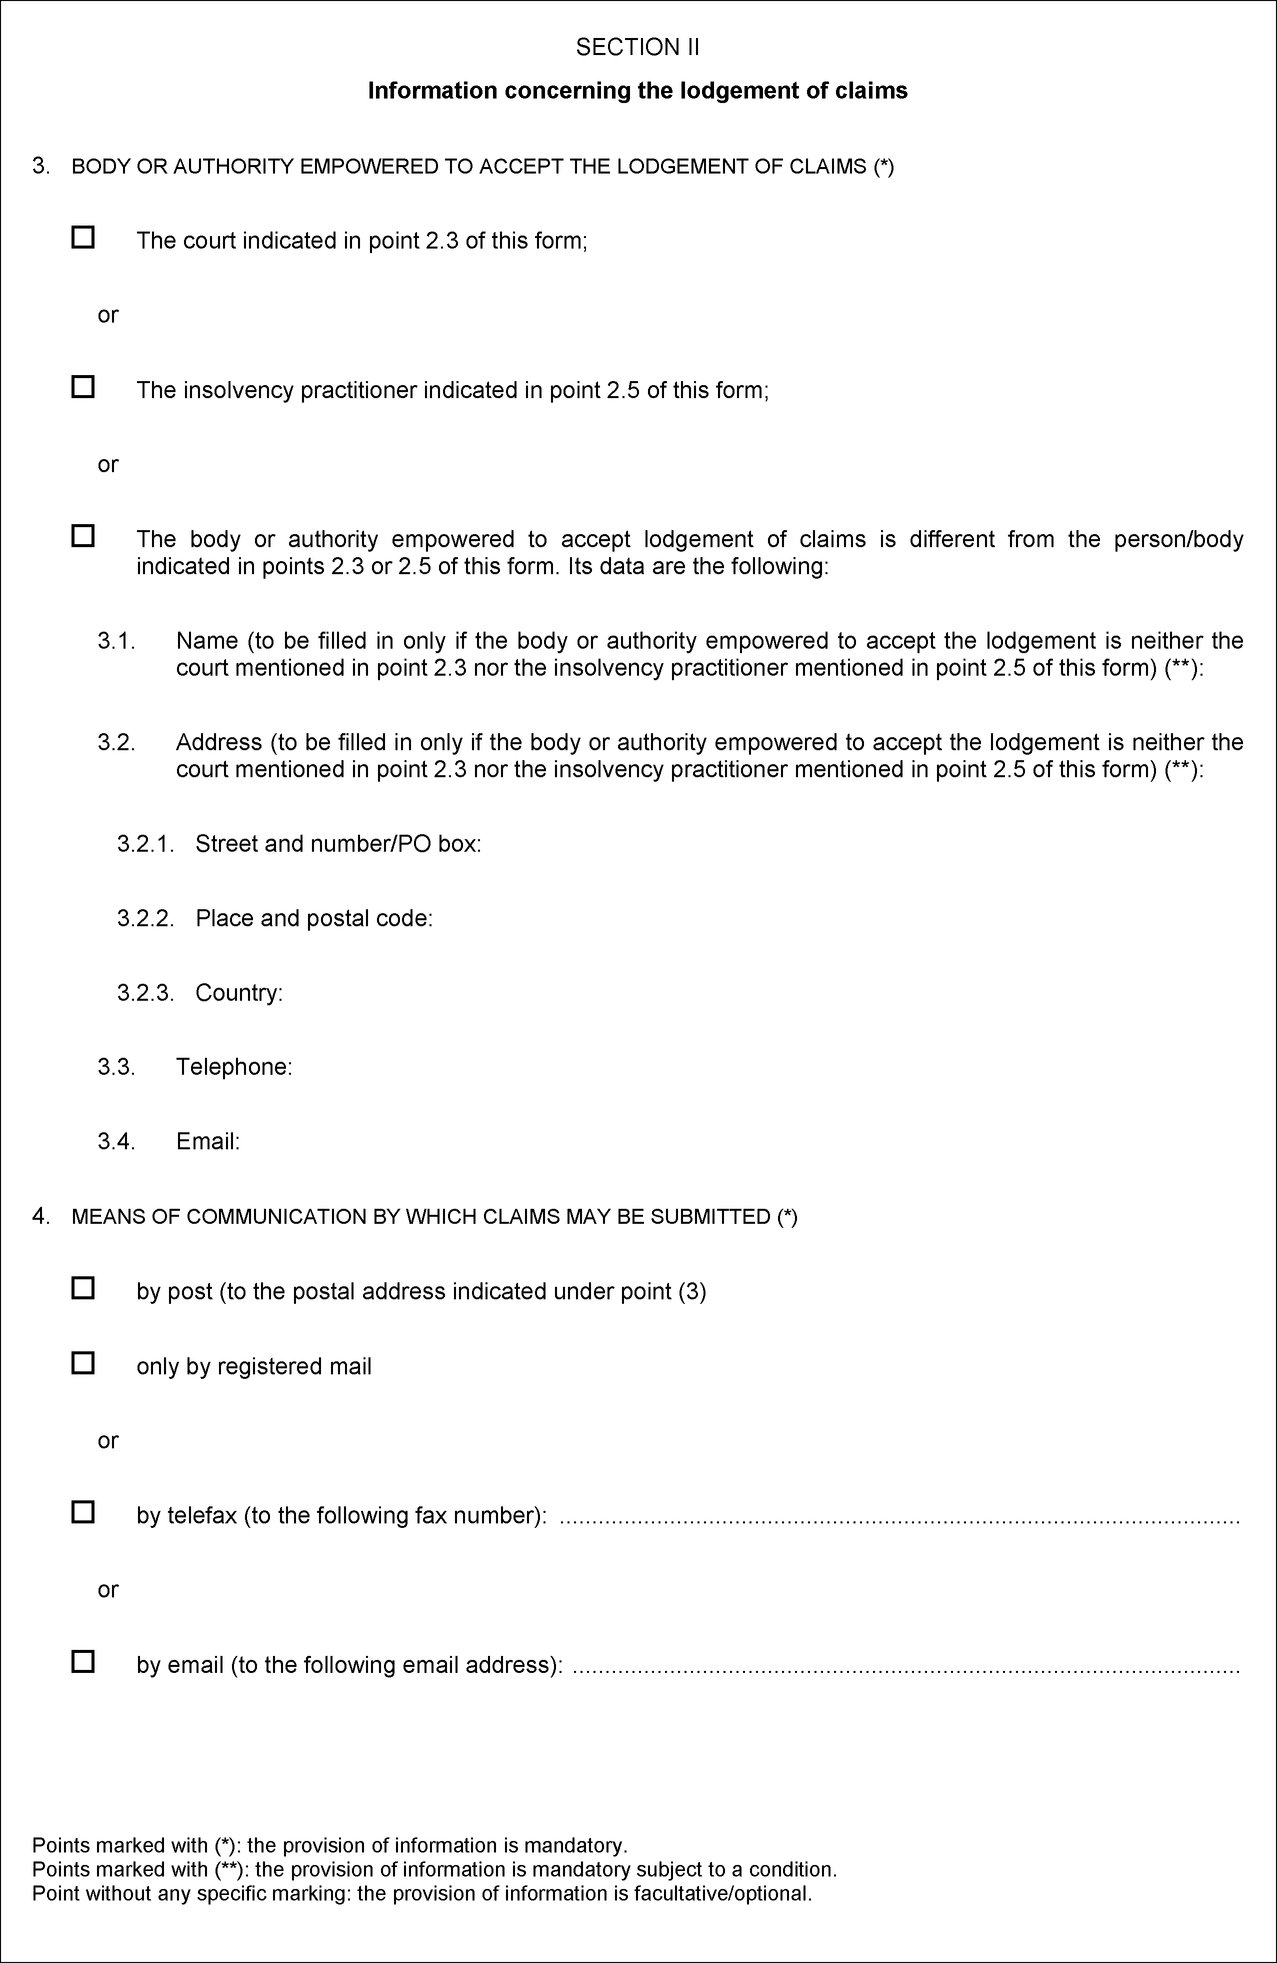 SECTION II
Information concerning the lodgement of claims
3. BODY OR AUTHORITY EMPOWERED TO ACCEPT THE LODGEMENT OF CLAIMS (*)
☐ The court indicated in point 2.3 of this form;
or
☐ The insolvency practitioner indicated in point 2.5 of this form;
or
☐ The body or authority empowered to accept lodgement of claims is different from the person/body
indicated in points 2.3 or 2.5 of this form. Its data are the following:
3.1. Name (to be filled in only if the body or authority empowered to accept the lodgement is neither the
court mentioned in point 2.3 nor the insolvency practitioner mentioned in point 2.5 of this form) (**):
3.2. Address (to be filled in only if the body or authority empowered to accept the lodgement is neither the
court mentioned in point 2.3 nor the insolvency practitioner mentioned in point 2.5 of this form) (**):
3.2.1. Street and number/PO box:
3.2.2. Place and postal code:
3.2.3. Country:
3.3. Telephone:
3.4. Email:
4. MEANS OF COMMUNICATION BY WHICH CLAIMS MAY BE SUBMITTED (*)
☐ by post (to the postal address indicated under point (3)
☐ only by registered mail
or
☐ by telefax (to the following fax number): ........................................................................................................
or
☐ by email (to the following email address): ......................................................................................................
Points marked with (*): the provision of information is mandatory.
Points marked with (**): the provision of information is mandatory subject to a condition.
Point without any specific marking: the provision of information is facultative/optional.